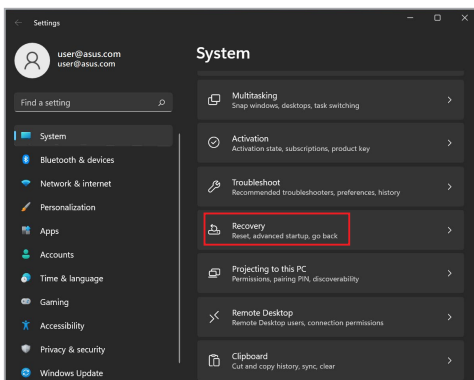 Settings
user@asus.com
user@asus.com
Find a setting
System
Bluetooth & devices
Network & internet
Personalization
Apps
Accounts
Time & language
Gaming
Accessibility
Privacy & security
Windows Update
System
Multitasking
Snap windows, desktops, task switching
Activation
Activation state, subscriptions, product key
Troubleshoot
Recommended troubleshooters, preferences, history
Recovery
Reset, advanced startup, go back
Projecting to this PC
Permissions, pairing PIN, discoverability
Remote Desktop
Remote Desktop users, connection permissions
Clipboard
Cut and copy history, sync, clear